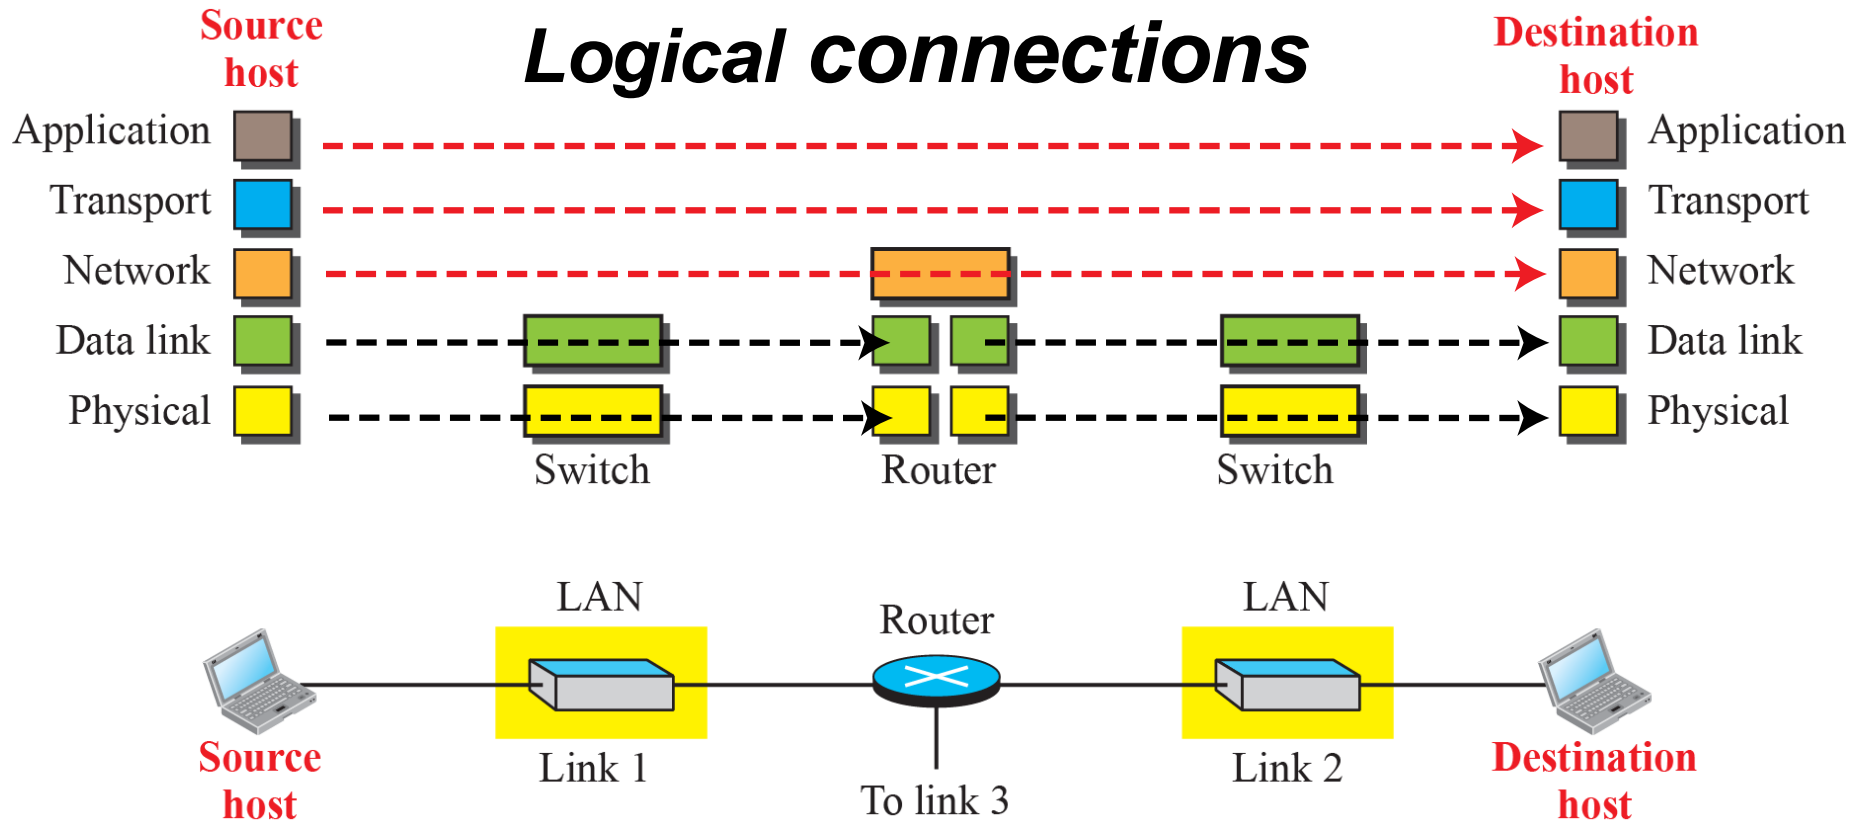 Logical connections
Source
host
Destination
host
Application
Application
Transport
Transport
Network
Network
Data link
Data link
Physical
Physical
Switch
Router
Switch
LAN
Router
LAN
Source
host
Link 1
To link 3
Link 2
Destination
host